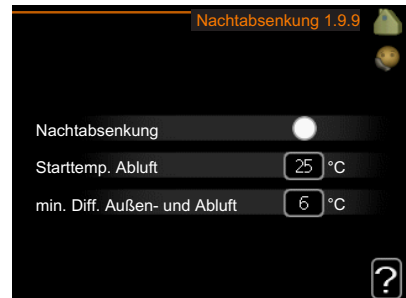 Nachtabsenkung 1.9.9
Nachtabsenkung
Starttemp. Abluft 25 °C
min. Diff. Außen- und Abluft 6 °C
?